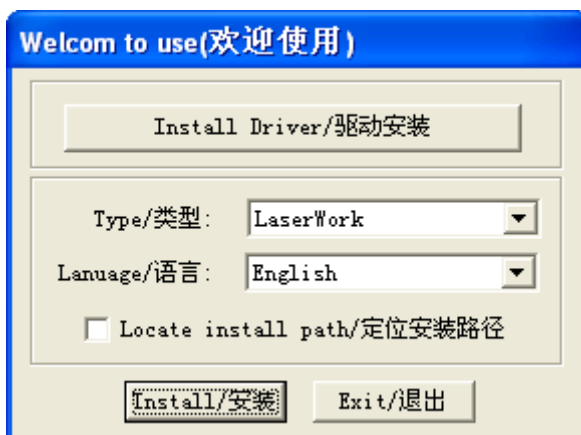 Welcom to use(欢迎使用)
Install Driver/驱动安装
Type/类型: LaserWork
Lanuage/语言: English
Locate install path/定位安装路径
Install/安装 Exit/退出